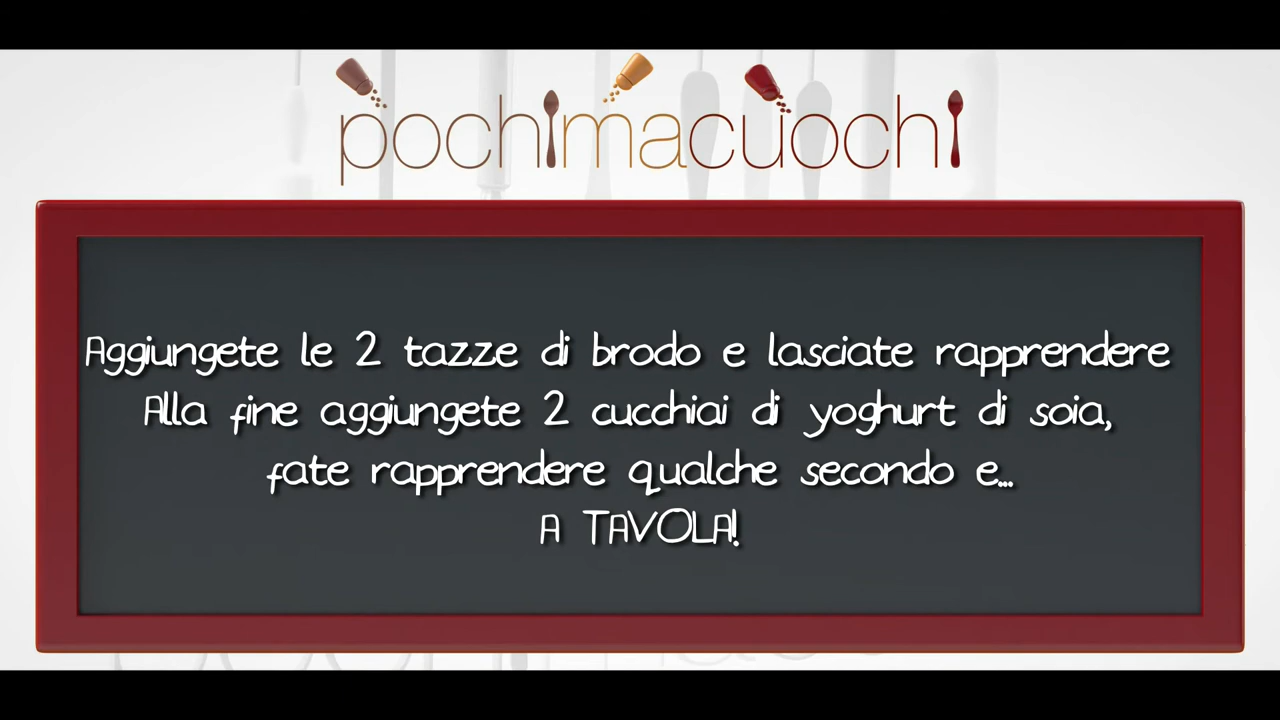 pochimacuochi
Aggiungete le 2 tazze di brodo e lasciate rapprendere
Alla fine aggiungete 2 cucchiai di yoghurt di soia,
fate rapprendere qualche secondo e...
A TAVOLA!